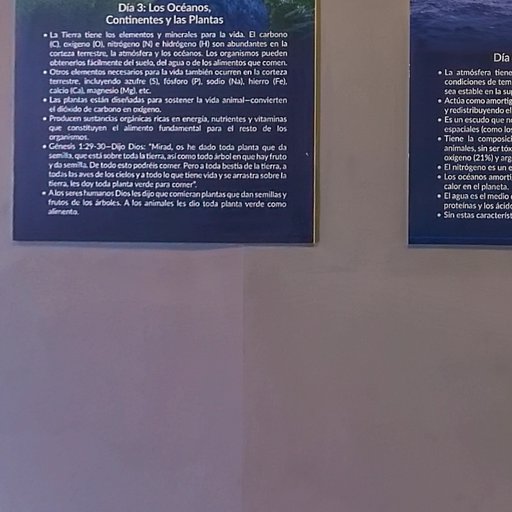 Día 3: Los Océanos,
Continentes y las Plantas
• La Tierra tiene los elementos y minerales para la vida. El carbono
(C), oxígeno (O), nitrógeno (N) e hidrógeno (H) son abundantes en la
corteza terrestre, la atmósfera y los océanos. Los organismos pueden
obtenerlos fácilmente del suelo, del agua o de los alimentos que comen.
• Otros elementos necesarios para la vida también ocurren en la corteza
terrestre, incluyendo azufre (S), fósforo (P), sodio (Na), hierro (Fe),
calcio (Ca), magnesio (Mg), etc.
• Las plantas están diseñadas para sostener la vida animal—convierten
el dióxido de carbono en oxígeno.
• Producen sustancias orgánicas ricas en energía, nutrientes y vitaminas
que constituyen el alimento fundamental para el resto de los
organismos.
• Génesis 1:29-30—Dijo Dios: "Mirad, os he dado toda planta que da
semilla, que está sobre toda la tierra, así como todo árbol en que hay fruto
y da semilla. De todo esto podréis comer. Pero a toda bestia de la tierra, a
todas las aves de los cielos y a todo lo que tiene vida y se arrastra sobre la
tierra, les doy toda planta verde para comer".
• A los seres humanos Dios les dijo que comieran plantas que dan semillas y
frutos de los árboles. A los animales les dio toda planta verde como
alimento.
Día
• La atmósfera tiene
condiciones de tem
sea estable en la sup
• Actúa como amortig
y redistribuyendo el
• Es un escudo que no
espaciales (como los
• Tiene la composici
animales, sin ser tóx
oxígeno (21%) y arg
• El nitrógeno es un e
• Los océanos amorti
calor en el planeta.
• El agua es el medio
proteínas y los ácido
• Sin estas característ